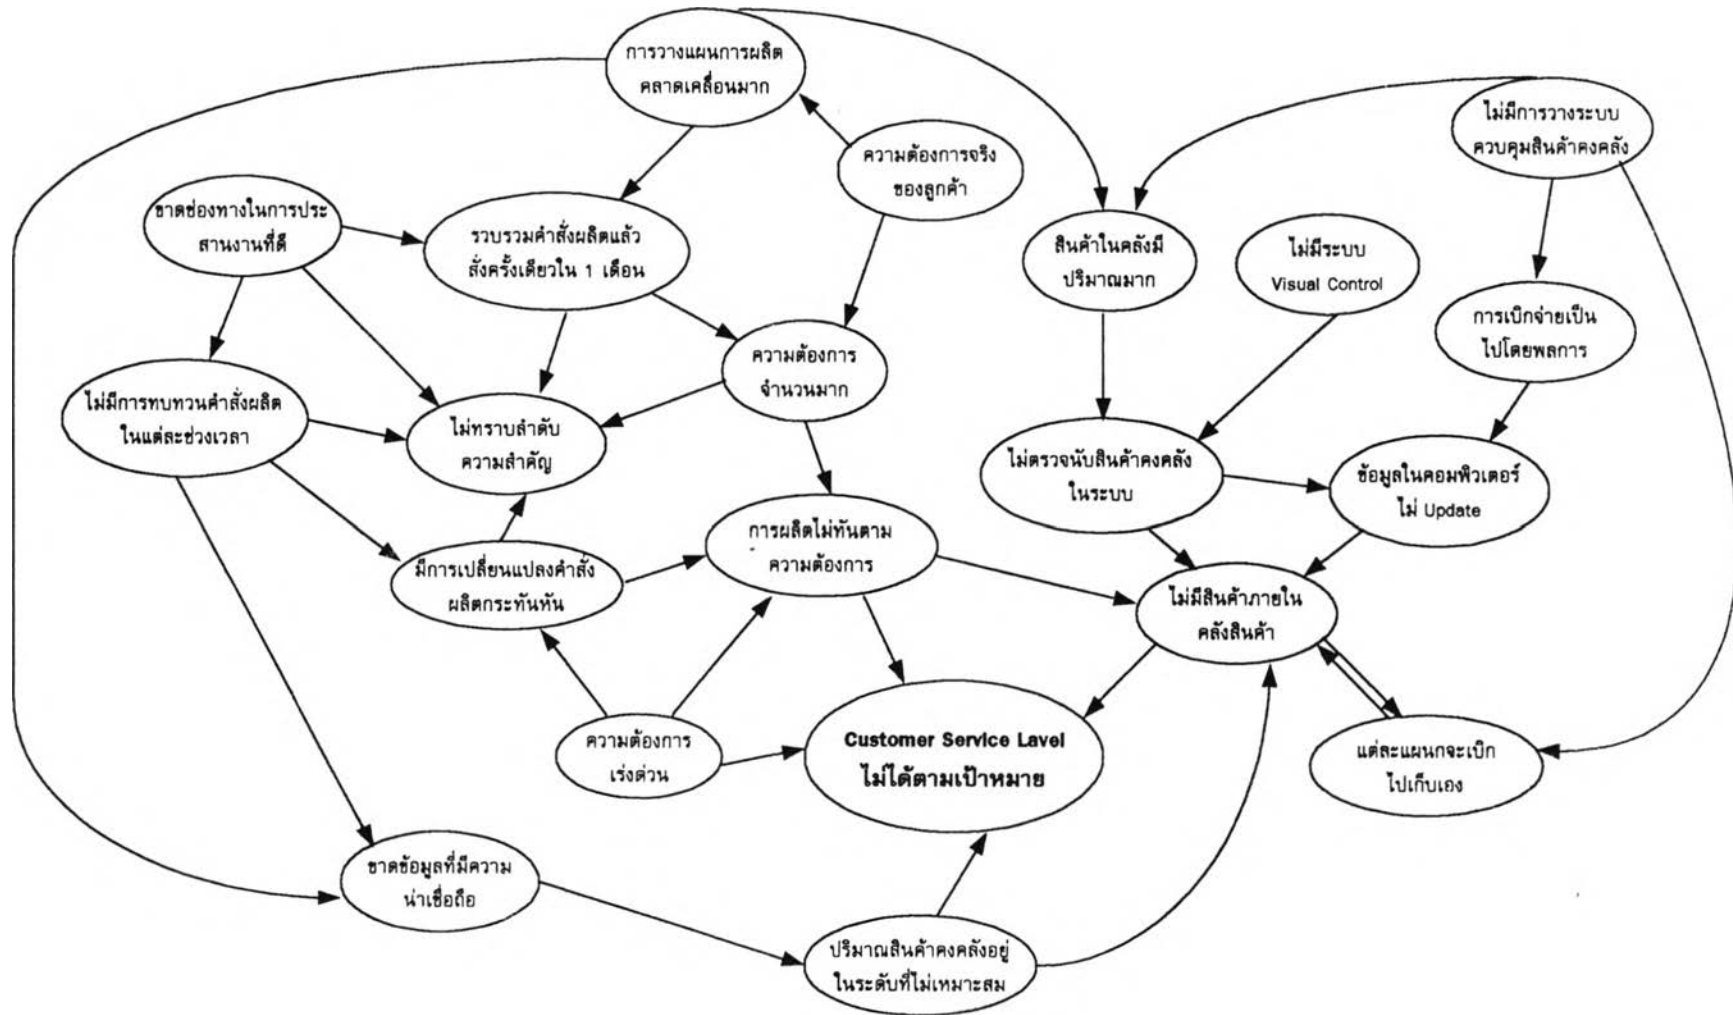 การวางแผนการผลิต
คลาดเคลื่อนมาก
ไม่มีการวางระบบ
ควบคุมสินค้าคงคลัง
ความต้องการจริง
ของลูกค้า
ขาดช่องทางในการประ
สานงานที่ดี
รวบรวมคำสั่งผลิตแล้ว
สั่งครั้งเดียวใน 1 เดือน
สินค้าในคลังมี
ปริมาณมาก
ไม่มีระบบ
Visual Control
การเบิกจ่ายเป็น
ไปโดยพลการ
ความต้องการ
จำนวนมาก
ไม่มีการทบทวนคำสั่งผลิต
ในแต่ละช่วงเวลา
ไม่ทราบลำดับ
ความสำคัญ
ไม่ตรวจนับสินค้าคงคลัง
ในระบบ
ข้อมูลในคอมพิวเตอร์
ไม่ Update
การผลิตไม่ทันตาม
ความต้องการ
มีการเปลี่ยนแปลงคำสั่ง
ผลิตกระทันหัน
ไม่มีสินค้าภายใน
คลังสินค้า
ความต้องการ
เร่งด่วน
Customer Service Lavel
ไม่ได้ตามเป้าหมาย
แต่ละแผนกจะเบิก
ไปเก็บเอง
ขาดข้อมูลที่มีความ
น่าเชื่อถือ
ปริมาณสินค้าคงคลังอยู่
ในระดับที่ไม่เหมาะสม